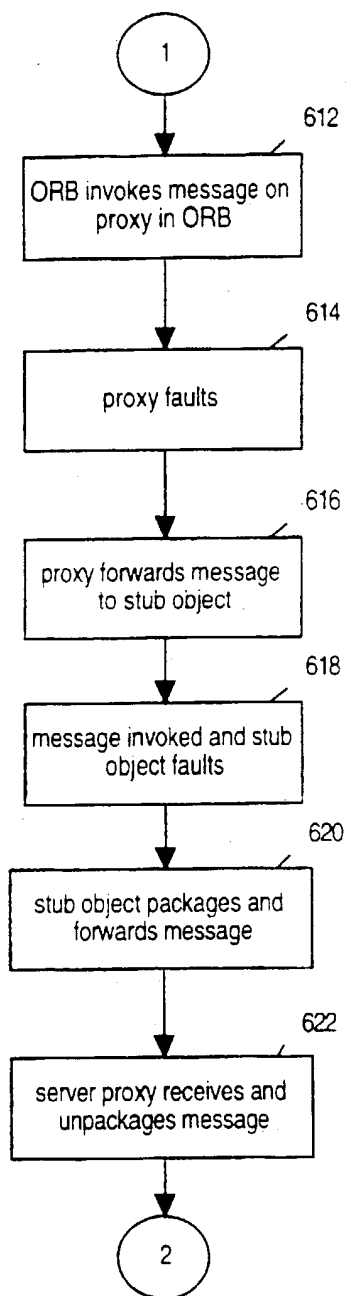 1
612
ORB invokes message on
proxy in ORB
614
proxy faults
616
proxy forwards message
to stub object
618
message invoked and stub
object faults
620
stub object packages and
forwards message
622
server proxy receives and
unpackages message
2